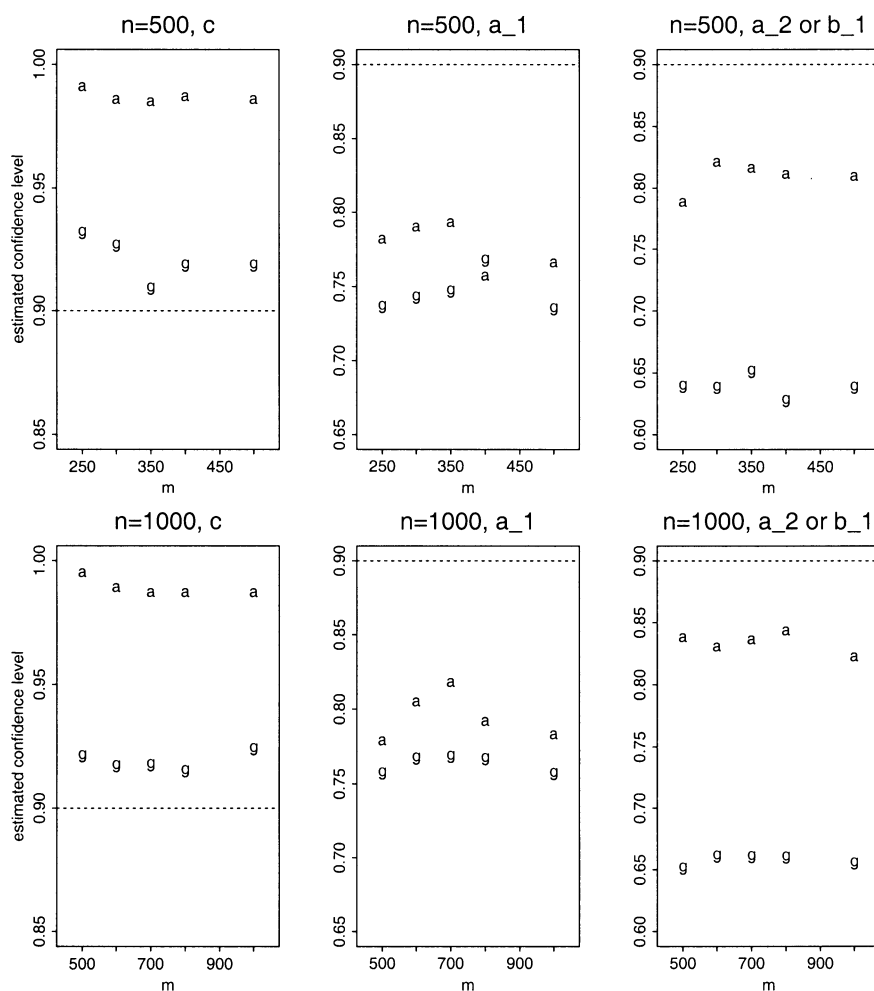 n=500, c
n=500, a_1
n=500, a_2 or b_1
estimated confidence level
1.00
0.95
0.90
0.85
a a a a a
g g g g g
250 350 450
m
0.90
0.85
0.80
0.75
0.70
0.65
a a a a a
g g g g g
250 350 450
m
0.90
0.85
0.80
0.75
0.70
0.65
0.60
a a a a a
g g g g g
250 350 450
m
n=1000, c
n=1000, a_1
n=1000, a_2 or b_1
estimated confidence level
1.00
0.95
0.90
0.85
a a a a a
g g g g g
500 700 900
m
0.90
0.85
0.80
0.75
0.70
0.65
a a a a a
g g g g g
500 700 900
m
0.90
0.85
0.80
0.75
0.70
0.65
0.60
a a a a a
g g g g g
500 700 900
m